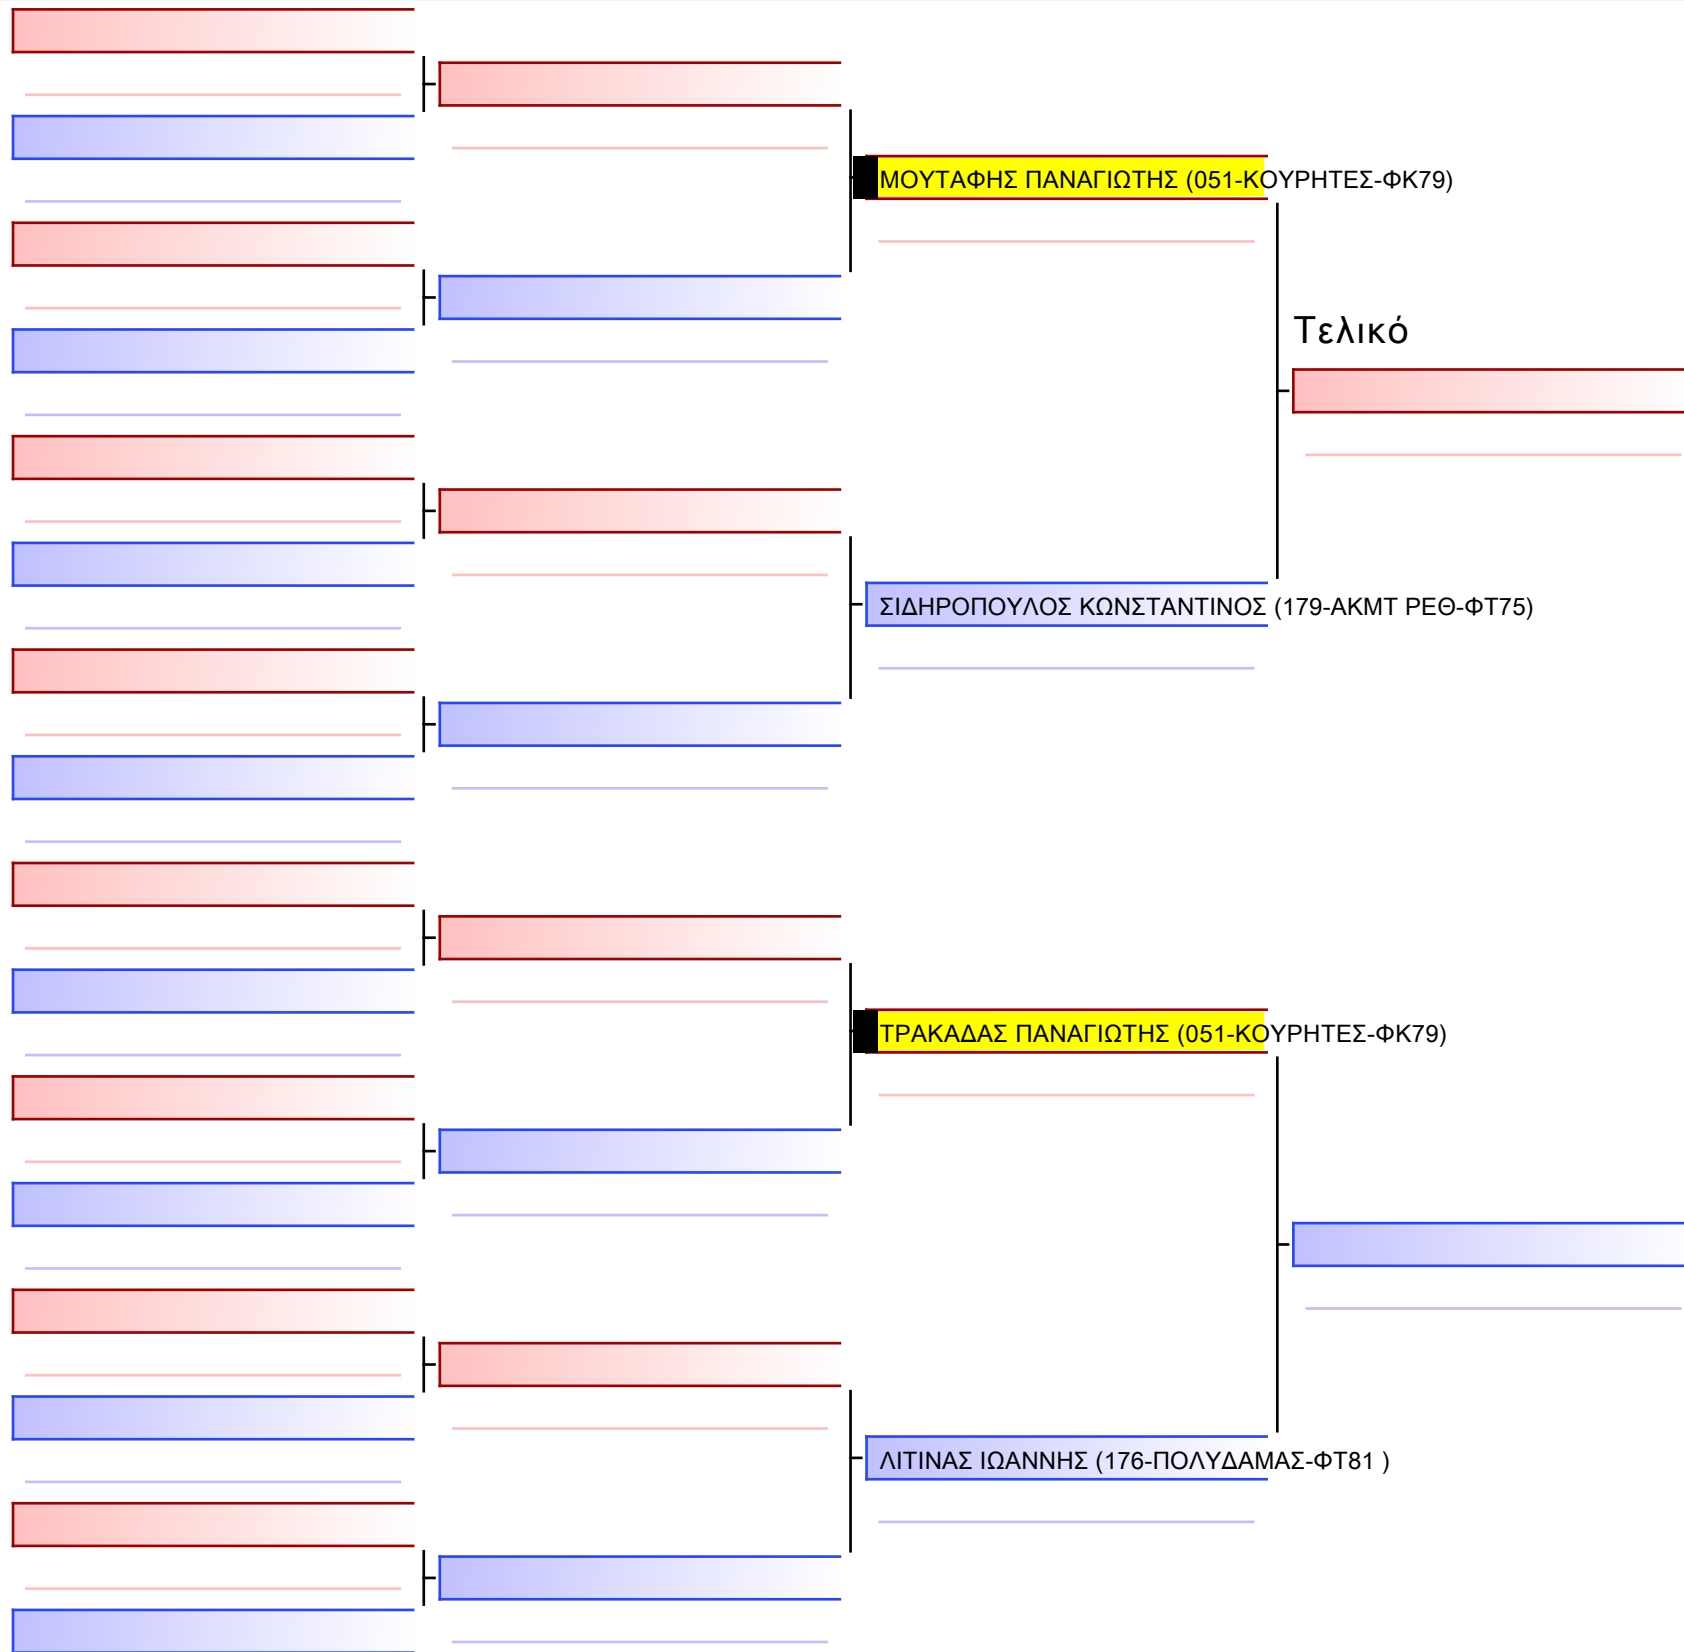 ΜΟΥΤΑΦΗΣ ΠΑΝΑΓΙΩΤΗΣ (051-ΚΟΥΡΗΤΕΣ-ΦΚ79)
Τελικό
ΣΙΔΗΡΟΠΟΥΛΟΣ ΚΩΝΣΤΑΝΤΙΝΟΣ (179-ΑΚΜΤ ΡΕΘ-ΦΤ75)
ΤΡΑΚΑΔΑΣ ΠΑΝΑΓΙΩΤΗΣ (051-ΚΟΥΡΗΤΕΣ-ΦΚ79)
ΛΙΤΙΝΑΣ ΙΩΑΝΝΗΣ (176-ΠΟΛΥΔΑΜΑΣ-ΦΤ81 )